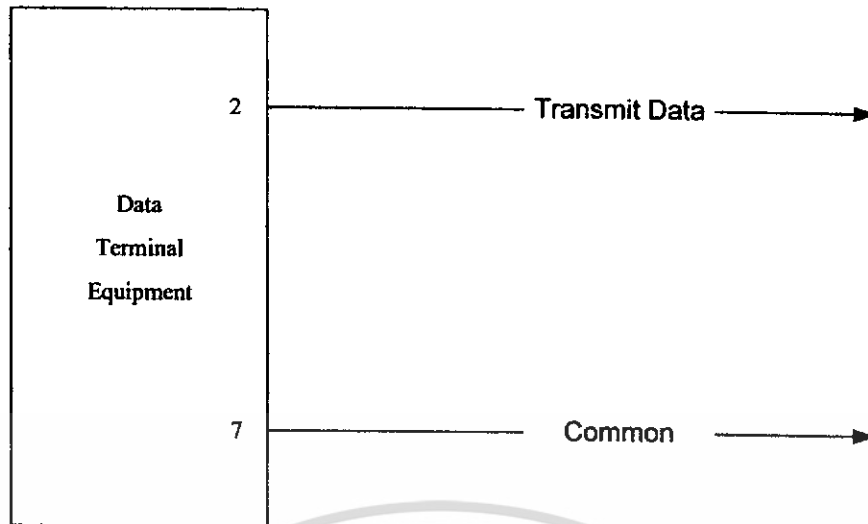 2 Transmit Data
Data
Terminal
Equipment
7 Common